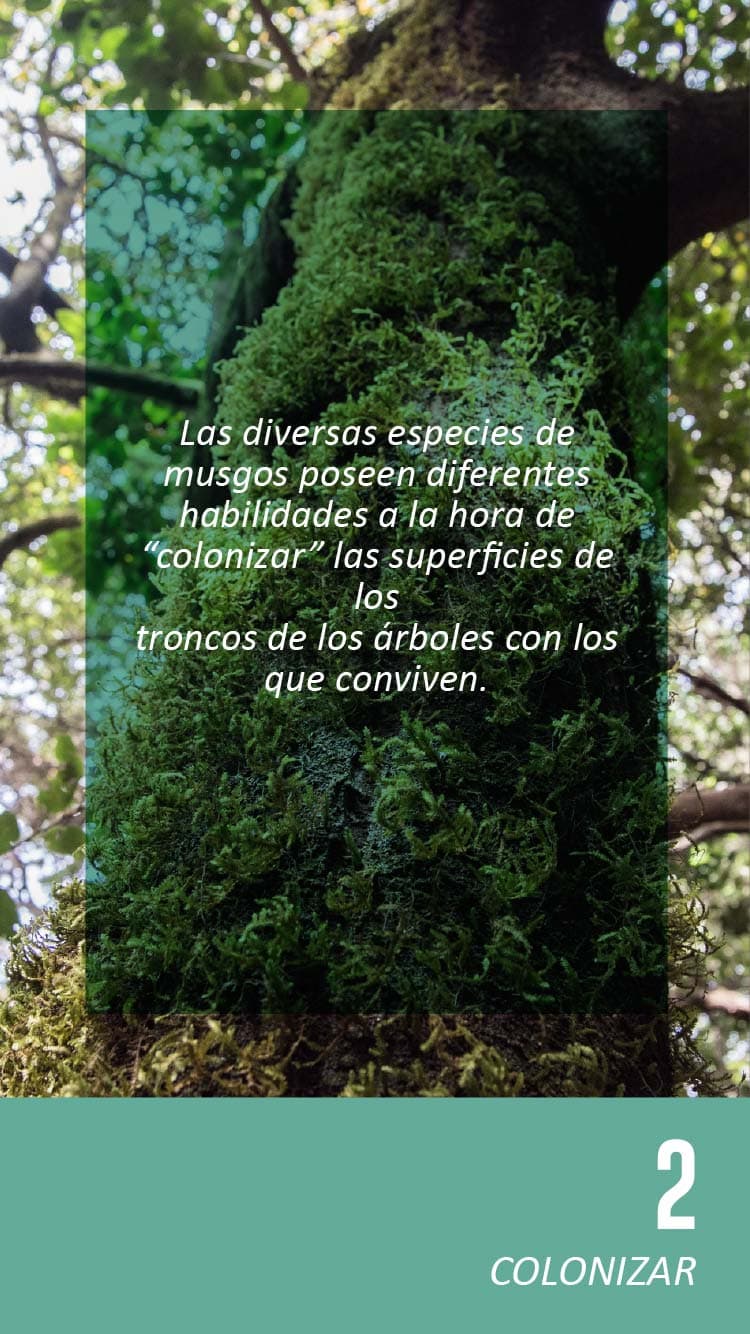 Las diversas especies de
musgos poseen diferentes
habilidades a la hora de
“colonizar” las superficies de
los
troncos de los árboles con los
que conviven.
2
COLONIZAR